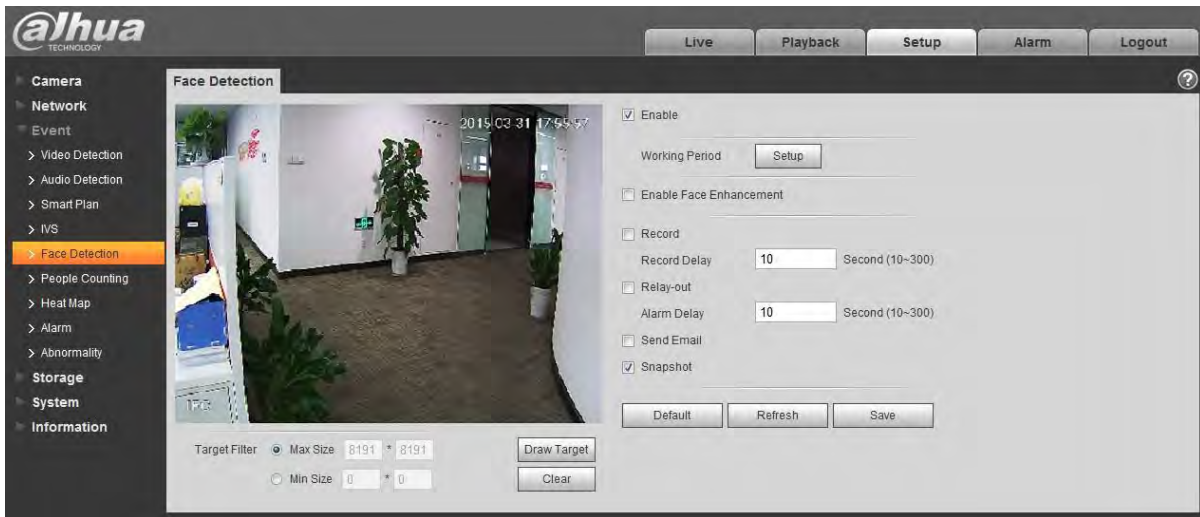 alhua
TECHNOLOGY
Live
Playback
Setup
Alarm
Logout
Camera
Network
Event
> Video Detection
> Audio Detection
> Smart Plan
> IVS
> Face Detection
> People Counting
> Heat Map
> Alarm
> Abnormality
Storage
System
Information
Face Detection
?
2015-03-31 17:55:57
IPC
Target Filter Max Size 8191 * 8191 Draw Target
Min Size 0 * 0 Clear
Enable
Working Period Setup
Enable Face Enhancement
Record
Record Delay 10 Second (10~300)
Relay-out
Alarm Delay 10 Second (10~300)
Send Email
Snapshot
Default Refresh Save